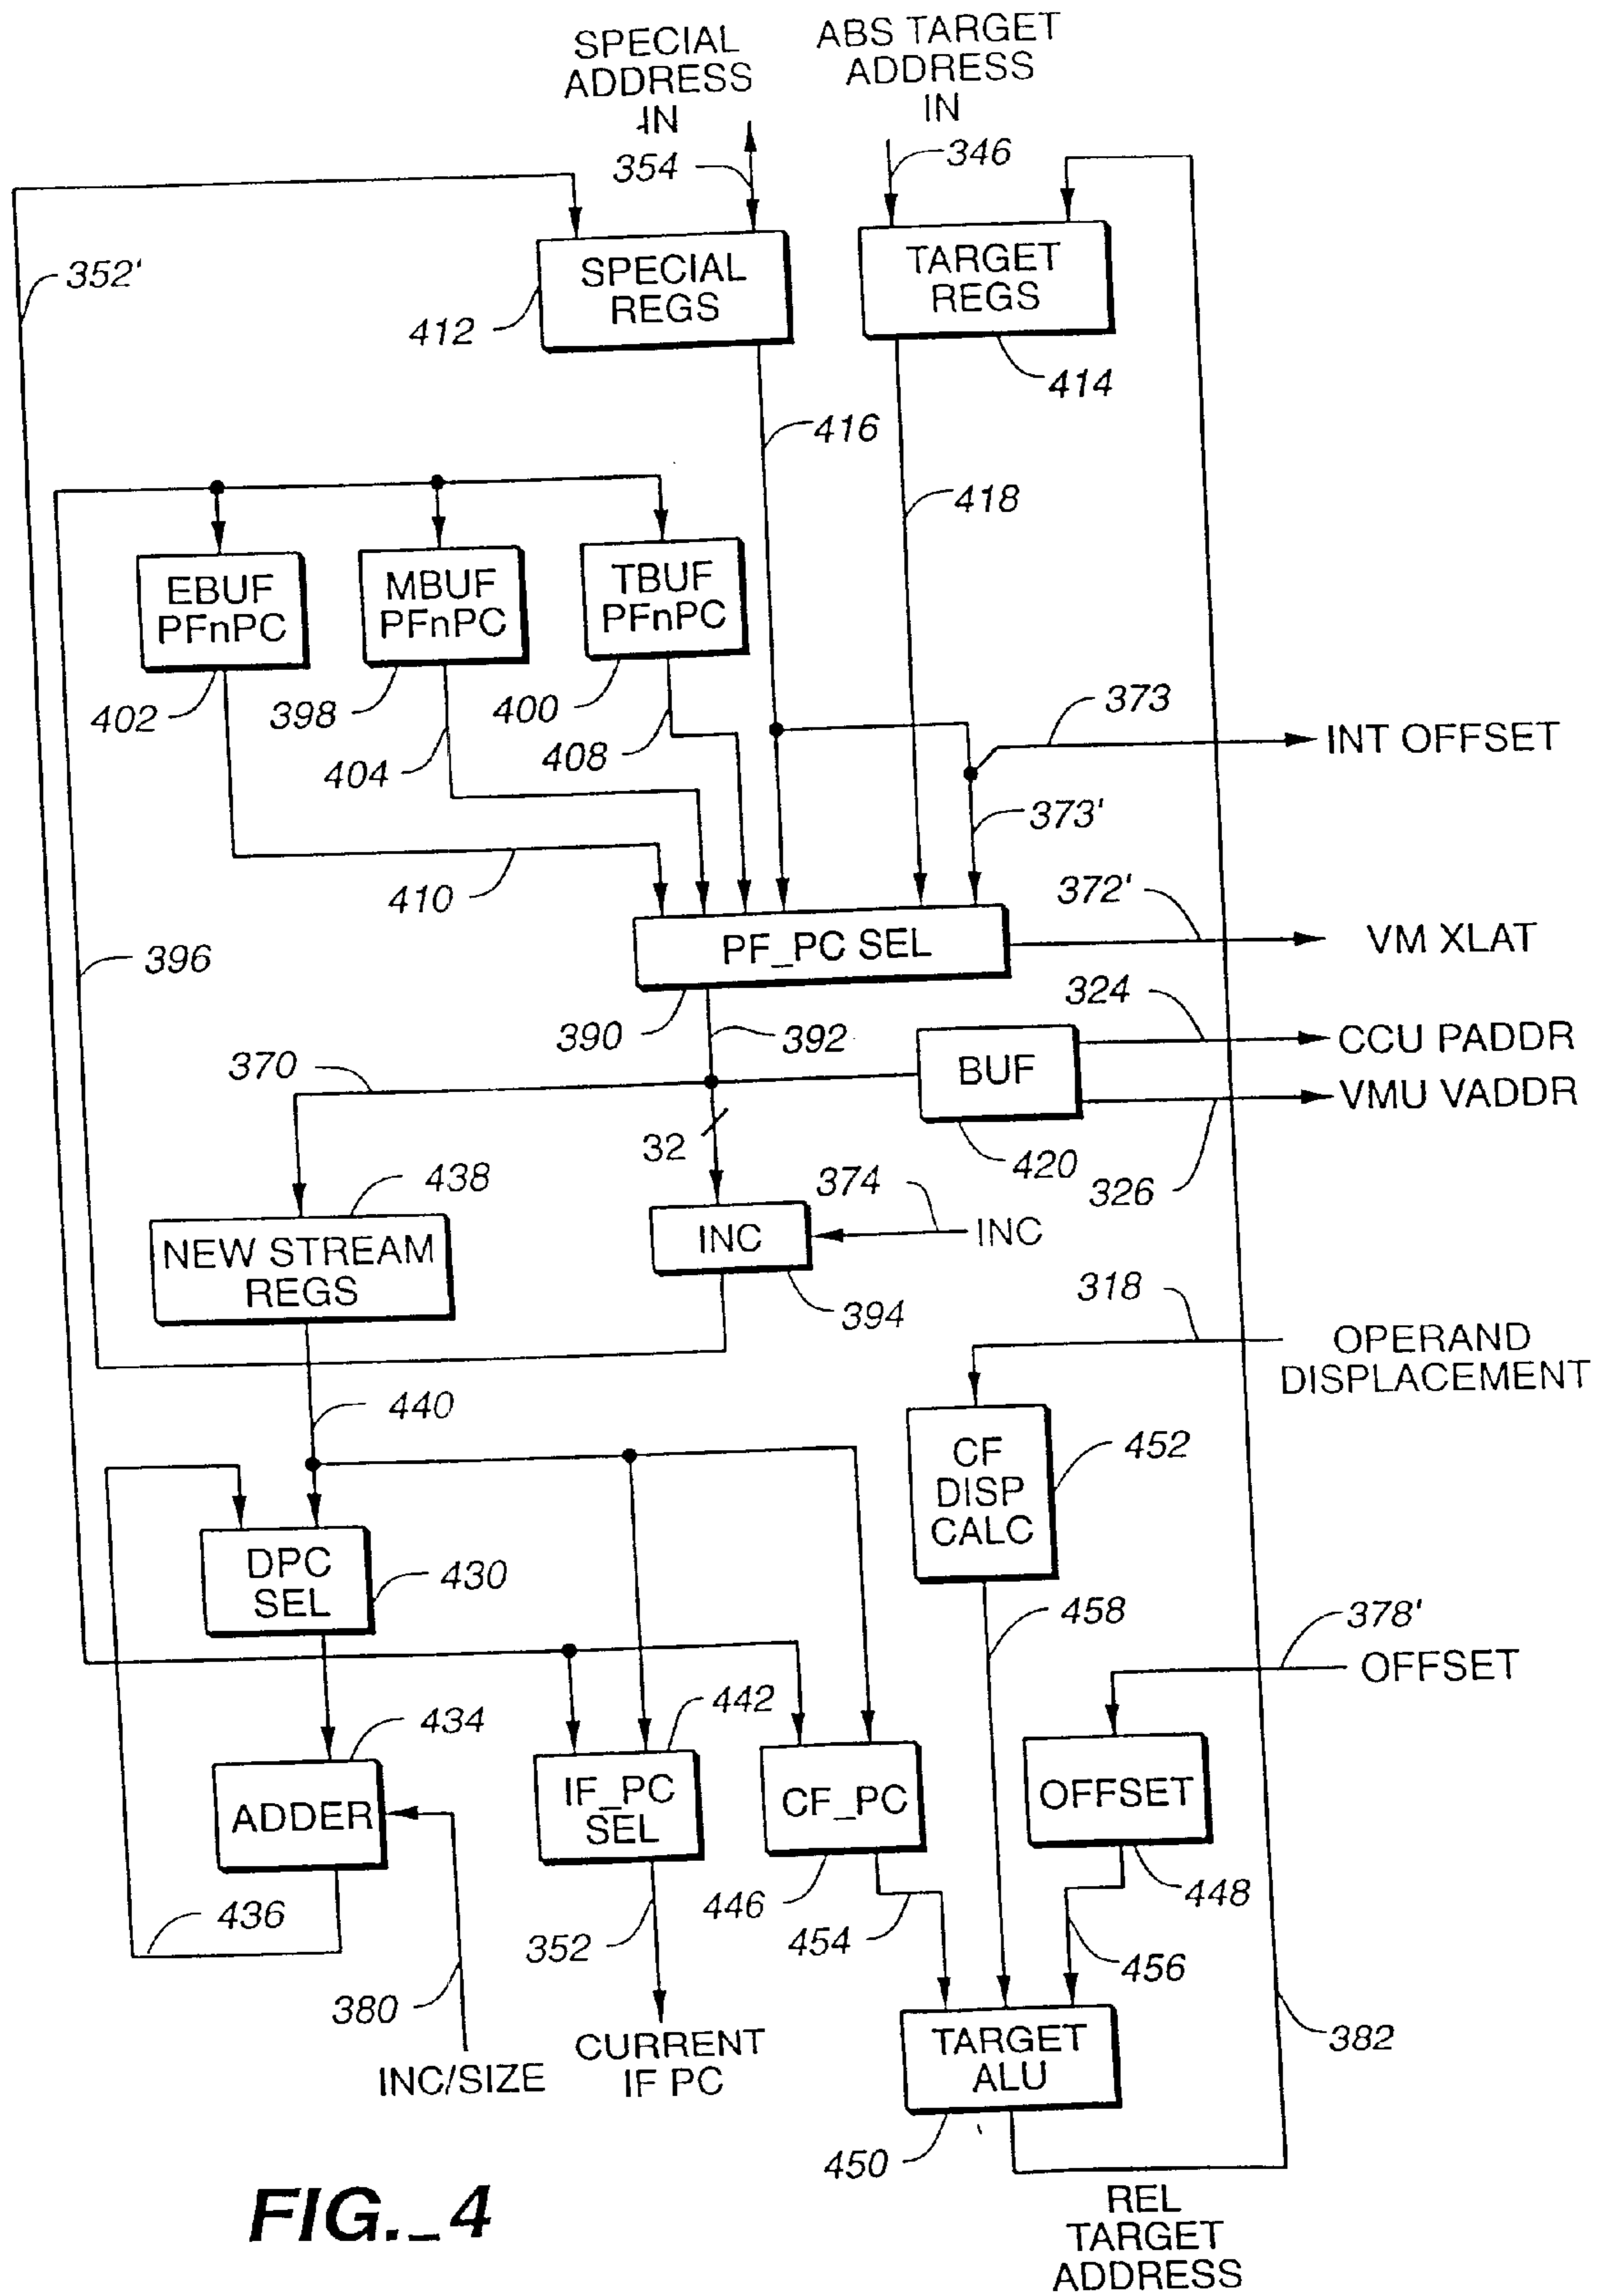 SPECIAL
ADDRESS
IN
ABS TARGET
ADDRESS
IN
354
346
352'
SPECIAL
REGS
TARGET
REGS
412
414
416
418
EBUF
PFnPC
MBUF
PFnPC
TBUF
PFnPC
402
398
400
404
408
373
INT OFFSET
373'
410
372'
396
PF_PC SEL
VM XLAT
390
392
324
370
BUF
CCU PADDR
VMU VADDR
32
420
326
438
374
NEW STREAM
REGS
INC
INC
394
318
OPERAND
DISPLACEMENT
440
CF
DISP
CALC
452
DPC
SEL
430
458
378'
OFFSET
434
442
ADDER
IF_PC
SEL
CF_PC
OFFSET
446
448
436
352
454
456
380
INC/SIZE
CURRENT
IF PC
TARGET
ALU
382
450
FIG._4
REL
TARGET
ADDRESS